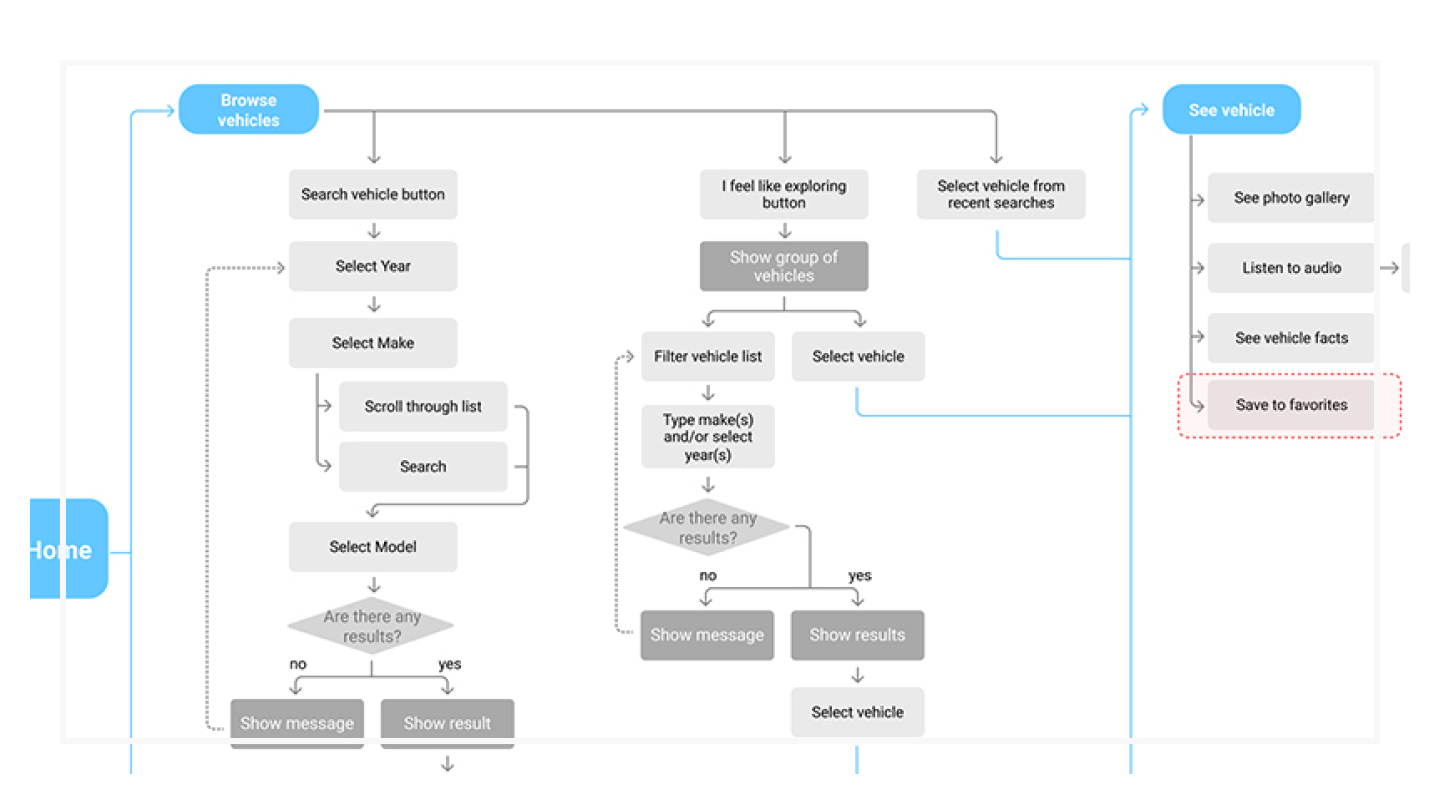 Browse
vehicles
See vehicle
Search vehicle button
I feel like exploring
button
Select vehicle from
recent searches
See photo gallery
Select Year
Show group of
vehicles
Listen to audio
Select Make
Filter vehicle list
Select vehicle
See vehicle facts
Scroll through list
Type make(s)
and/or select
year(s)
Save to favorites
Search
Are there any
results?
Home
Select Model
no
yes
Are there any
results?
Show message
Show results
no
yes
Show message
Show result
Select vehicle